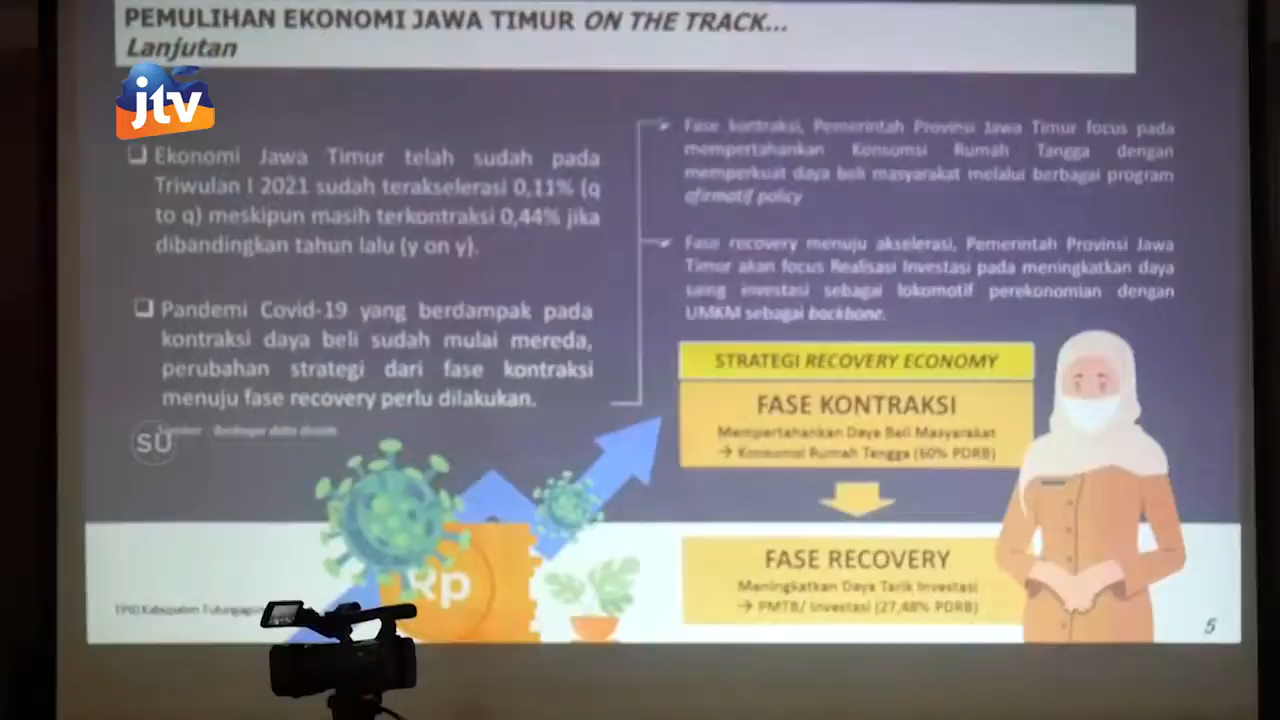 PEMULIHAN EKONOMI JAWA TIMUR ON THE TRACK...
Lanjutan
jtv
Ekonomi Jawa Timur telah sudah pada
Triwulan I 2021 sudah terakselerasi 0,11% (q
to q) meskipun masih terkontraksi 0,44% jika
dibandingkan tahun lalu (y on y).
Pandemi Covid-19 yang berdampak pada
kontraksi daya beli sudah mulai mereda,
perubahan strategi dari fase kontraksi
menuju fase recovery perlu dilakukan.
SU
Fase kontraksi, Pemerintah Provinsi Jawa Timur focus pada
mempertahankan Konsumsi Rumah Tangga dengan
memperkuat daya beli masyarakat melalui berbagai program
afirmatif policy
Fase recovery menuju akselerasi, Pemerintah Provinsi Jawa
Timur akan focus Realisasi Investasi pada meningkatkan daya
saing investasi sebagai lokomotif perekonomian dengan
UMKM sebagai backbone.
STRATEGI RECOVERY ECONOMY
FASE KONTRAKSI
Mempertahankan Daya Beli Masyarakat
→ Konsumsi Rumah Tangga (60% PDRB)
FASE RECOVERY
Meningkatkan Daya Tarik Investasi
→ PMTB/ Investasi (27,48% PDRB)
Rp
Kabupaten
5